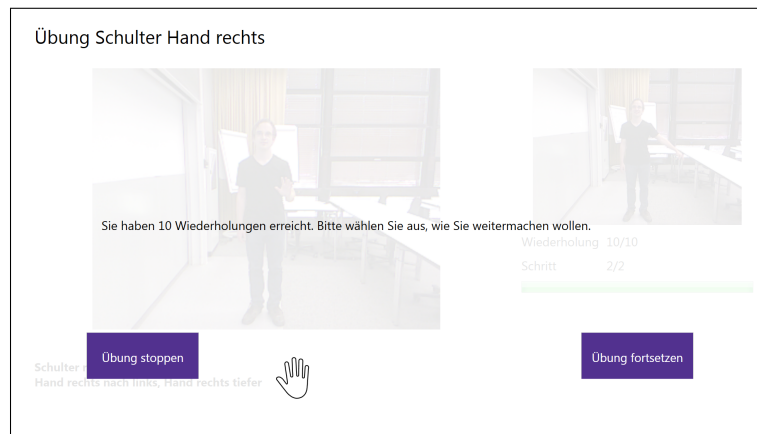 Übung Schulter Hand rechts
Sie haben 10 Wiederholungen erreicht. Bitte wählen Sie aus, wie Sie weitermachen wollen.
Wiederholung 10/10
Schritt 2/2
Übung stoppen
Übung fortsetzen
Schulter
Hand rechts nach links, Hand rechts tiefer